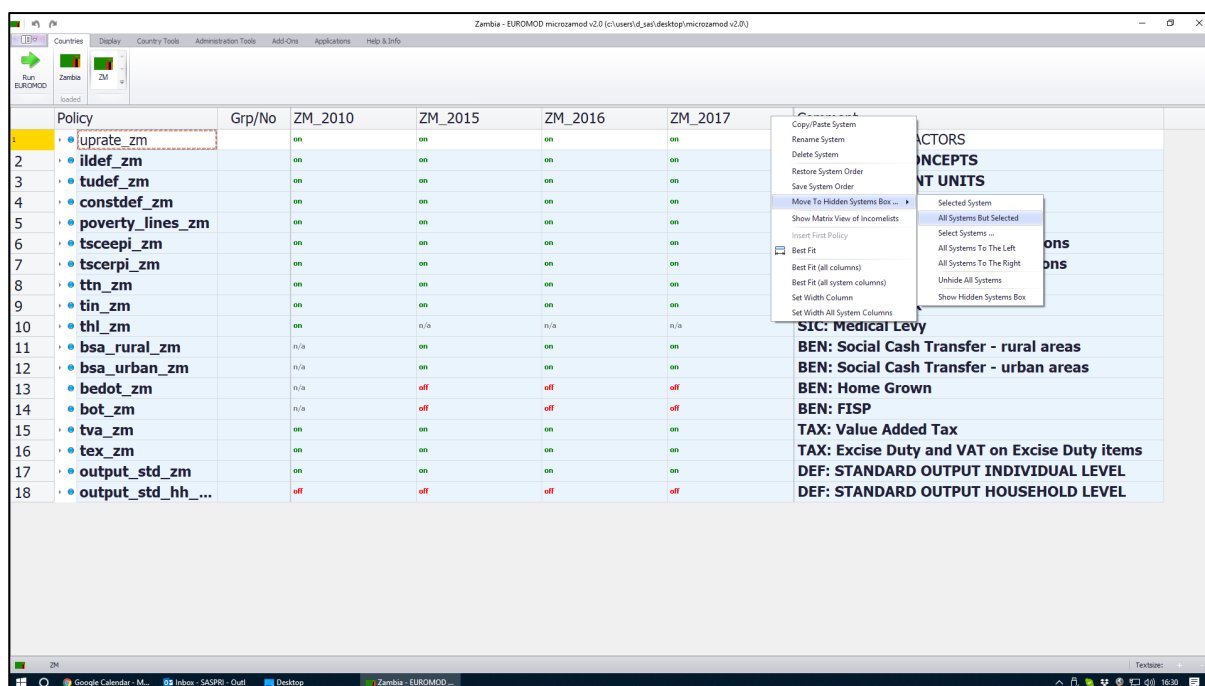 Zambia - EUROMOD microzamod v2.0 (c:\users\d_sas\desktop\microzamod v2.0\)
Countries Display Country Tools Administration Tools Add-Ons Applications Help & Info
Run EUROMOD
Zambia
ZM
loaded
Policy Grp/No ZM_2010 ZM_2015 ZM_2016 ZM_2017
1 uprate_zm on on on on ACTORS
2 ildef_zm on on on on ONCEPTS
3 tudef_zm on on on on NT UNITS
4 constdef_zm on on on on
5 poverty_lines_zm on on on on
6 tsceepi_zm on on on on ons
7 tscerpi_zm on on on on ons
8 ttn_zm on on on on
9 tin_zm on on on on
10 thl_zm on n/a n/a n/a SIC: Medical Levy
11 bsa_rural_zm n/a on on on BEN: Social Cash Transfer - rural areas
12 bsa_urban_zm n/a on on on BEN: Social Cash Transfer - urban areas
13 bedot_zm n/a off off off BEN: Home Grown
14 bot_zm n/a off off off BEN: FISP
15 tva_zm on on on on TAX: Value Added Tax
16 tex_zm on on on on TAX: Excise Duty and VAT on Excise Duty items
17 output_std_zm on on on on DEF: STANDARD OUTPUT INDIVIDUAL LEVEL
18 output_std_hh_... off off off off DEF: STANDARD OUTPUT HOUSEHOLD LEVEL
Copy/Paste System
Rename System
Delete System
Restore System Order
Save System Order
Move To Hidden Systems Box ...
Show Matrix View of Incomelists
Insert First Policy
Best Fit
Best Fit (all columns)
Best Fit (all system columns)
Set Width Column
Set Width All System Columns
Selected System
All Systems But Selected
Select Systems ...
All Systems To The Left
All Systems To The Right
Unhide All Systems
Show Hidden Systems Box
ZM Textsize: + -
Google Calendar - M... Inbox - SASPRI - Outl Desktop Zambia - EUROMOD ... 16:30